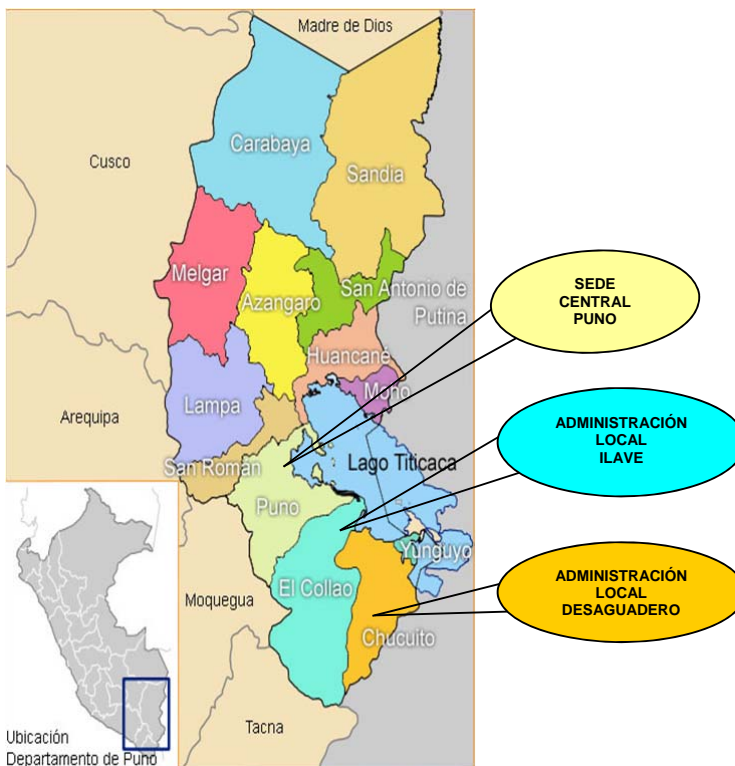 Madre de Dios
Carabaya
Cusco
Sandia
Melgar
Azangaro
San Antonio de
Putina
SEDE
CENTRAL
PUNO
Huancané
Moho
Lampa
Arequipa
ADMINISTRACIÓN
LOCAL
ILAVE
Lago Titicaca
San Román
Puno
Yunguyo
El Collao
Moquegua
ADMINISTRACIÓN
LOCAL
DESAGUADERO
Chucuito
Tacna
Ubicación
Departamento de Puno